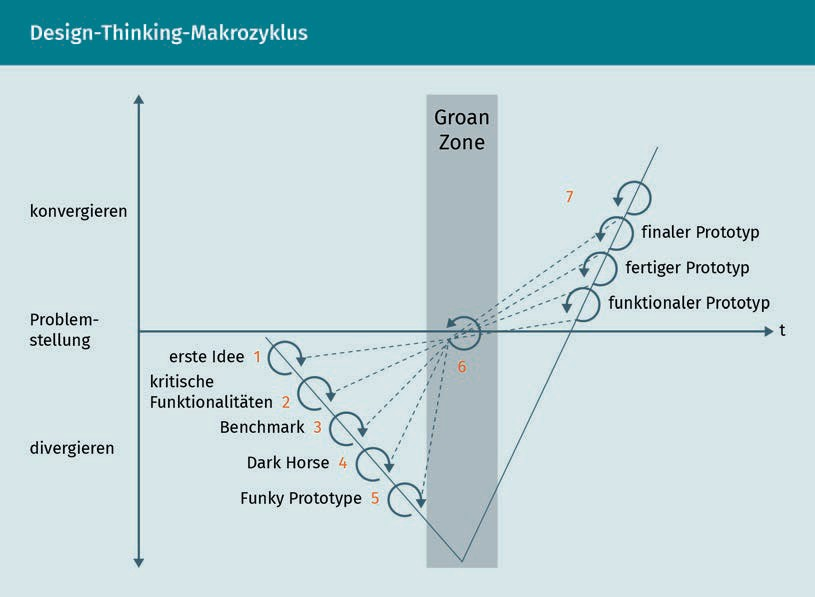 Design-Thinking-Makrozyklus
Groan
Zone
konvergieren
7
finaler Prototyp
fertiger Prototyp
funktionaler Prototyp
Problem-
stellung
t
erste Idee 1
6
kritische
Funktionalitäten 2
Benchmark 3
divergieren
Dark Horse 4
Funky Prototype 5